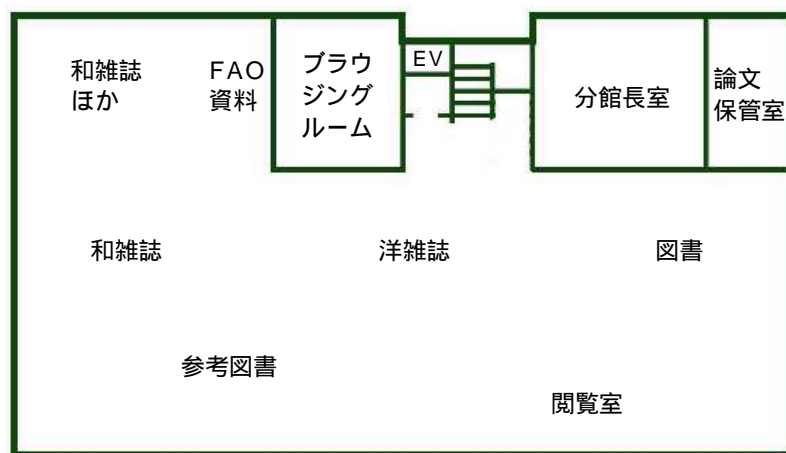 和雑誌
ほか
FAO
資料
ブラウ
ジング
ルーム
EV
分館長室
論文
保管室
和雑誌
洋雑誌
図書
参考図書
閲覧室